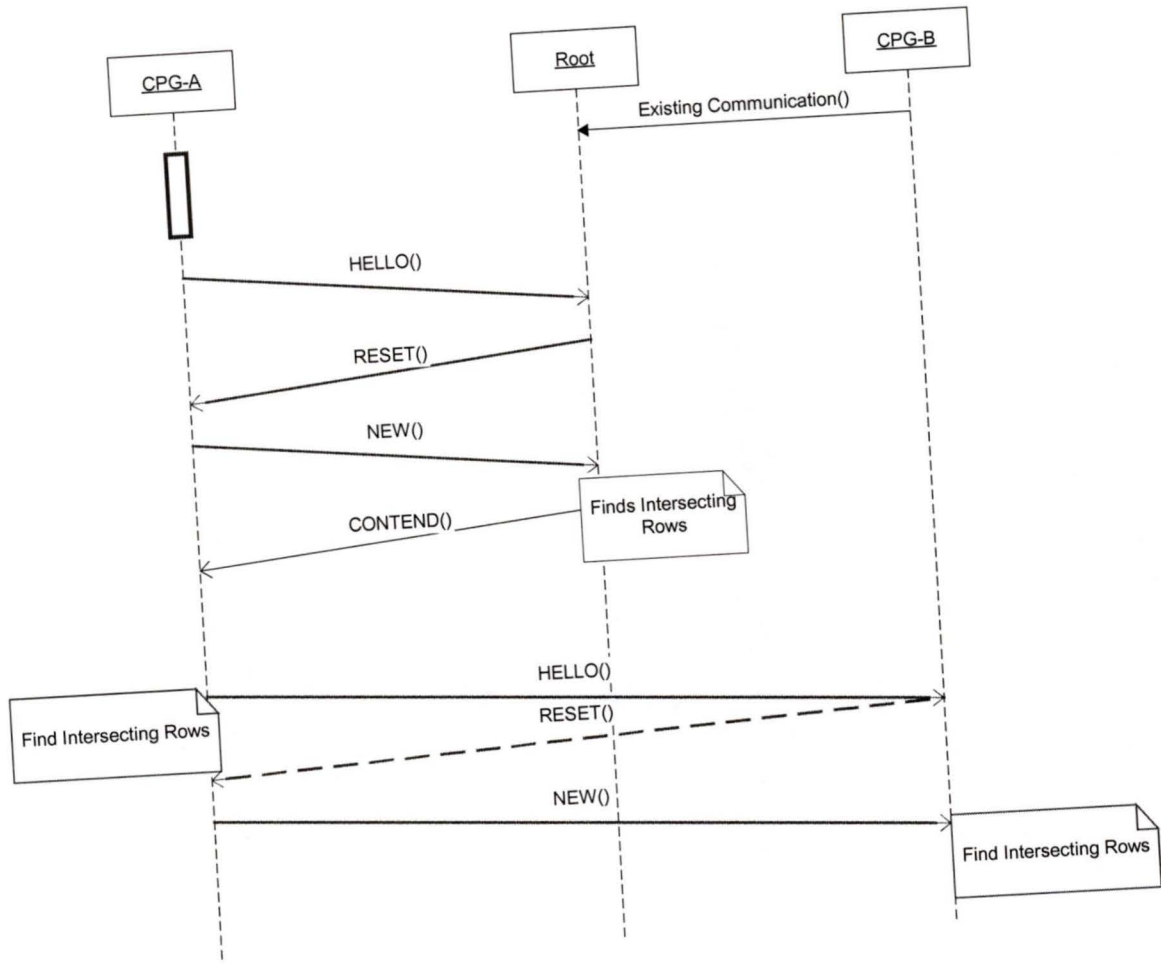 CPG-A
Root
CPG-B
Existing Communication()
HELLO()
RESET()
NEW()
Finds Intersecting
Rows
CONTEND()
HELLO()
RESET()
Find Intersecting Rows
NEW()
Find Intersecting Rows